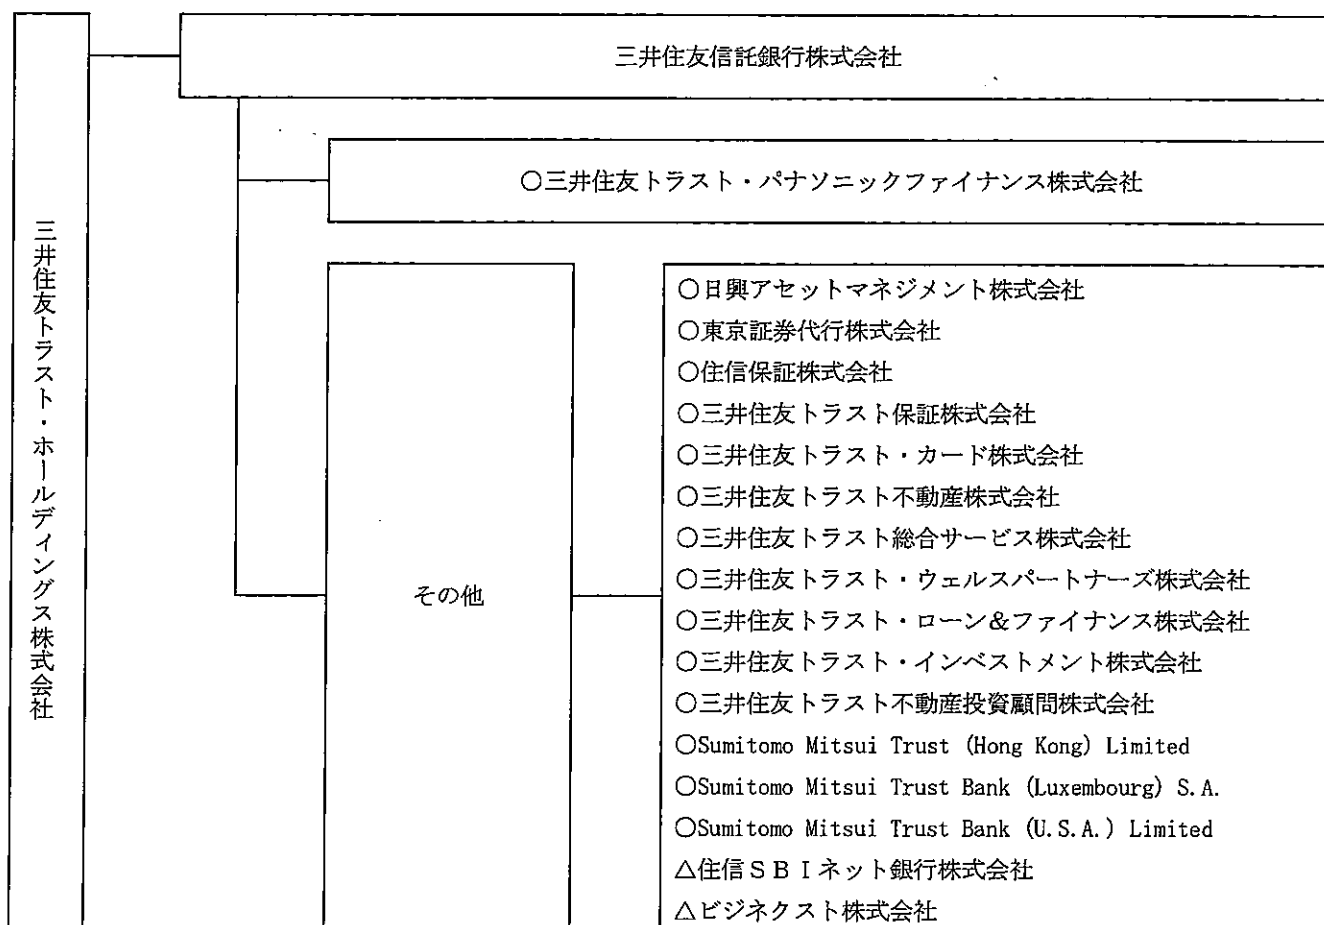 三井住友トラスト・ホールディングス株式会社
三井住友信託銀行株式会社
○三井住友トラスト・パナソニックファイナンス株式会社
その他
○日興アセットマネジメント株式会社
○東京証券代行株式会社
○住信保証株式会社
○三井住友トラスト保証株式会社
○三井住友トラスト・カード株式会社
○三井住友トラスト不動産株式会社
○三井住友トラスト総合サービス株式会社
○三井住友トラスト・ウェルスパートナーズ株式会社
○三井住友トラスト・ローン&ファイナンス株式会社
○三井住友トラスト・インベストメント株式会社
○三井住友トラスト不動産投資顧問株式会社
○Sumitomo Mitsui Trust (Hong Kong) Limited
○Sumitomo Mitsui Trust Bank (Luxembourg) S.A.
○Sumitomo Mitsui Trust Bank (U.S.A.) Limited
△住信SBIネット銀行株式会社
△ビジネクスト株式会社